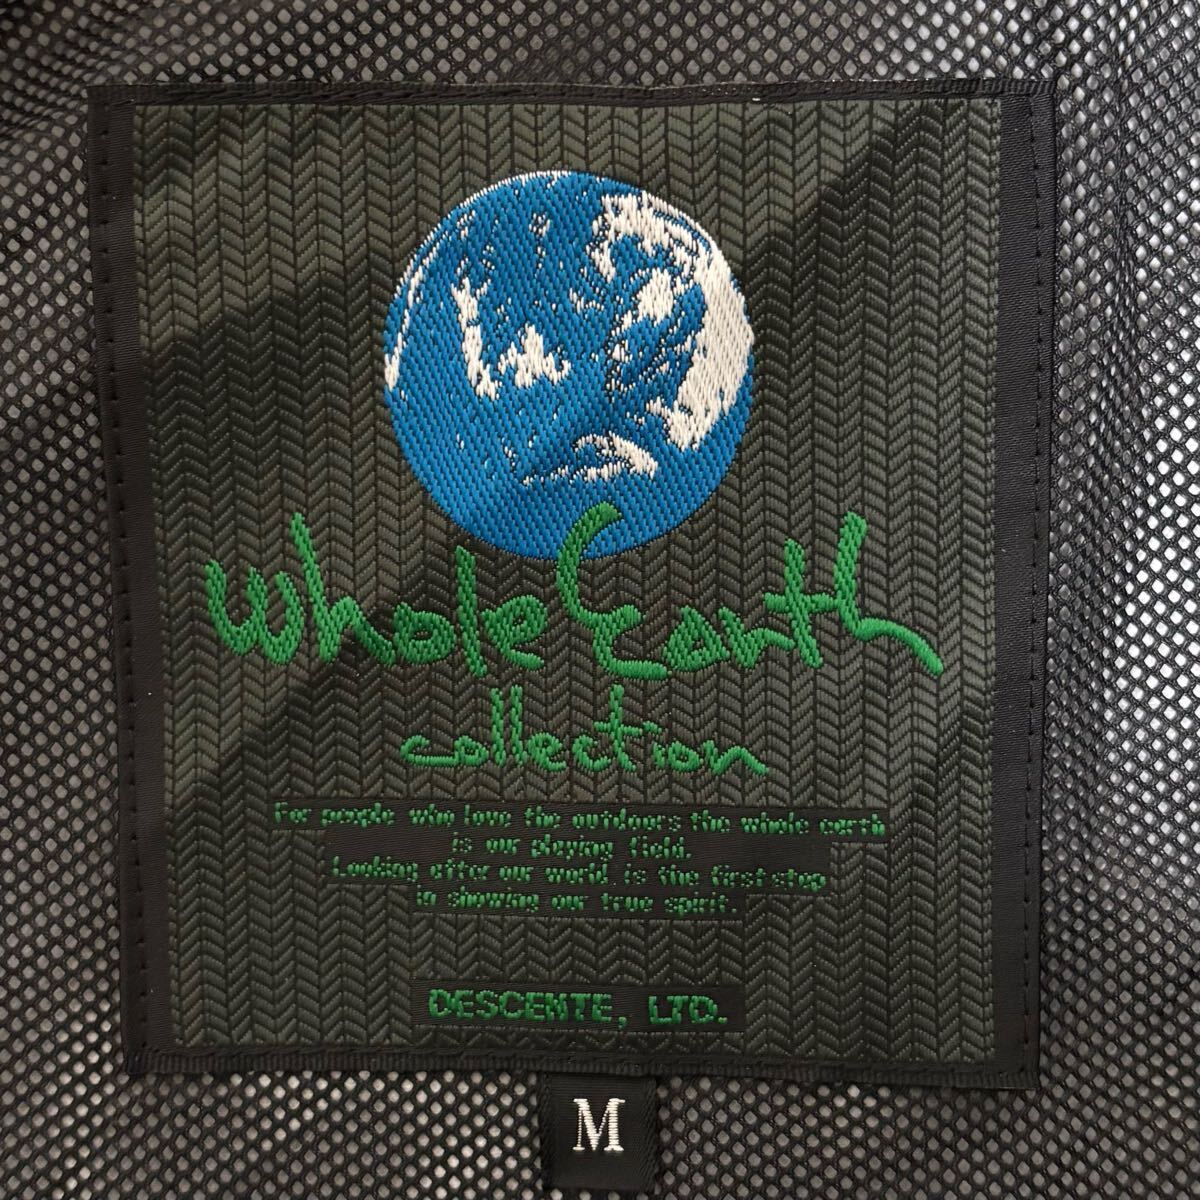 Whole Earth
collection
For people who love the outdoors the whole earth
is our playing field.
Looking after our world is the first step
in showing our true spirit.
DESCENTE, LTD.
M